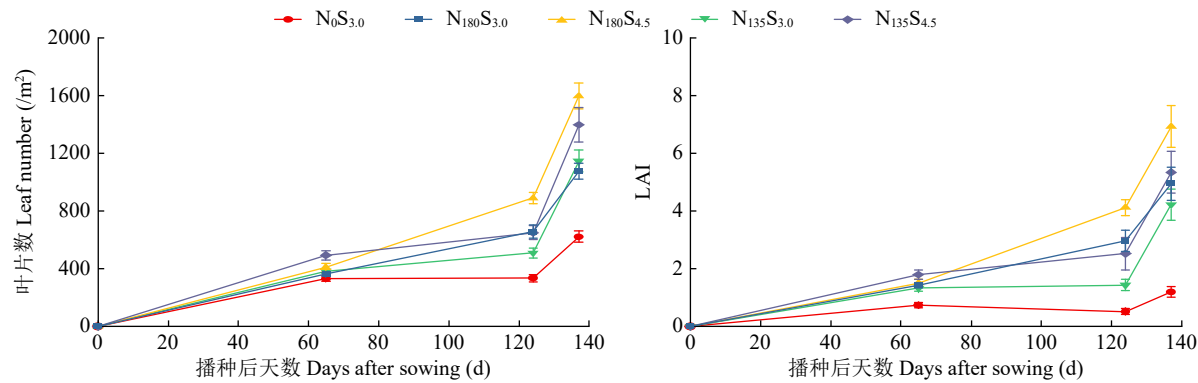 N₀S₃.₀ N₁₈₀S₃.₀ N₁₈₀S₄.₅ N₁₃₅S₃.₀ N₁₃₅S₄.₅
叶片数 Leaf number (/m²)
2000
1600
1200
800
400
0
0 20 40 60 80 100 120 140
播种后天数 Days after sowing (d)
LAI
10
8
6
4
2
0
0 20 40 60 80 100 120 140
播种后天数 Days after sowing (d)